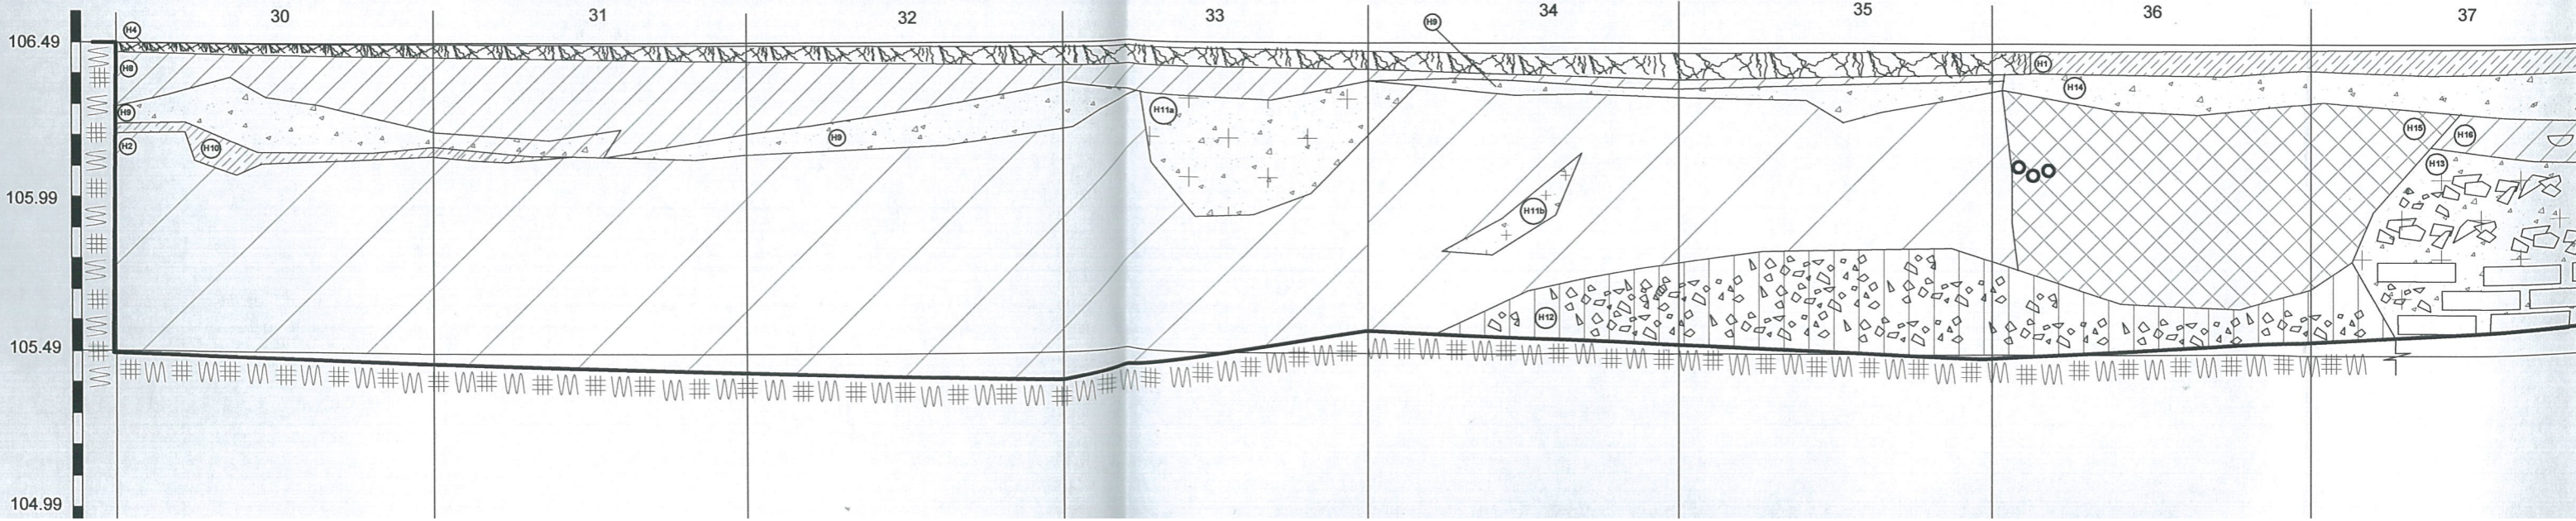 30 31 32 33 34 35 36 37
H4 H9
106.49
H8 H1
H14
H9 H11a
H9 H15 H16
H2 H10
H13
105.99
H11b
H12
105.49
104.99